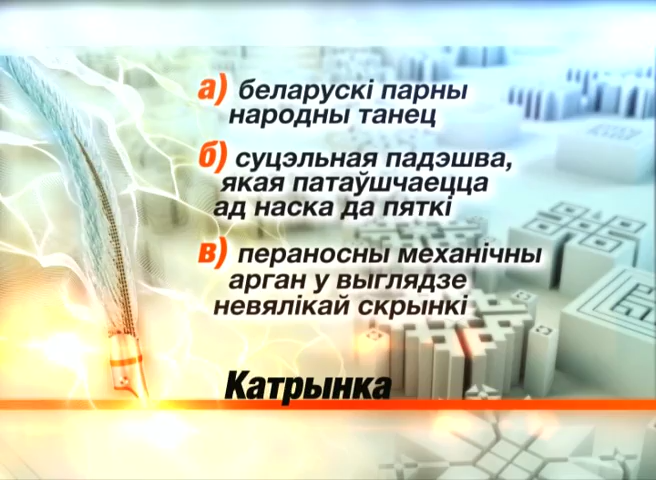 а) беларускі парны
народны танец
б) суцэльная падэшва,
якая патаўшчаецца
ад наска да пяткі
в) пераносны механічны
арган у выглядзе
невялікай скрынкі
Катрынка